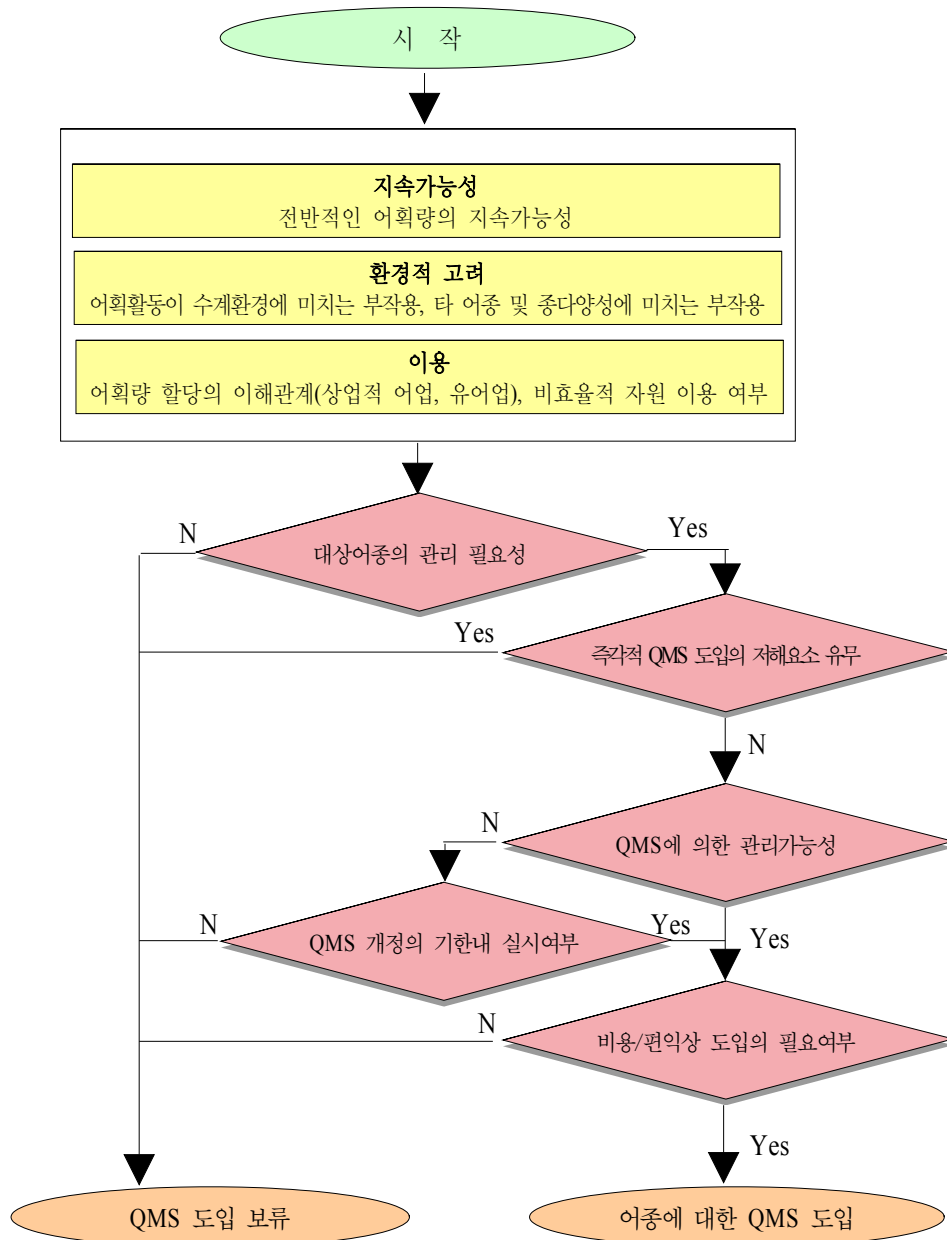 시 작
지속가능성
전반적인 어획량의 지속가능성
환경적 고려
어획활동이 수계환경에 미치는 부작용, 타 어종 및 종다양성에 미치는 부작용
이용
어획량 할당의 이해관계(상업적 어업, 유어업), 비효율적 자원 이용 여부
N
Yes
대상어종의 관리 필요성
Yes
즉각적 QMS 도입의 저해요소 유무
N
N
QMS에 의한 관리가능성
N
Yes
Yes
QMS 개정의 기한내 실시여부
N
비용/편익상 도입의 필요여부
Yes
QMS 도입 보류
어종에 대한 QMS 도입